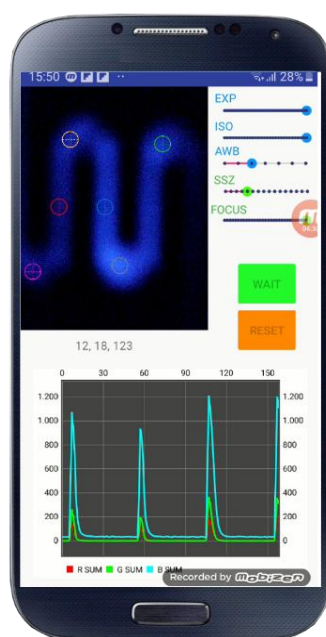 15:50 28%
EXP
ISO
AWB
SSZ
FOCUS
WAIT
RESET
12, 18, 123
0 30 60 90 120 150
1.200 1.200
1.000 1.000
800 800
600 600
400 400
200 200
0 0
R SUM G SUM B SUM
Recorded by mobizen